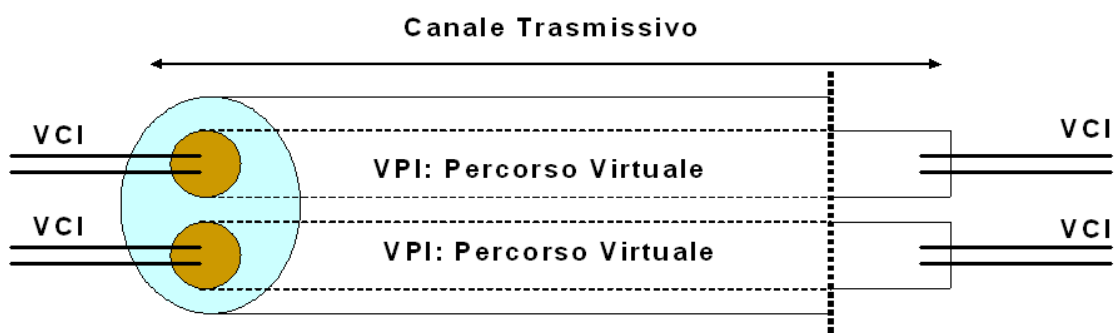 Canale Trasmissivo
VCI
VCI
VPI: Percorso Virtuale
VCI
VCI
VPI: Percorso Virtuale